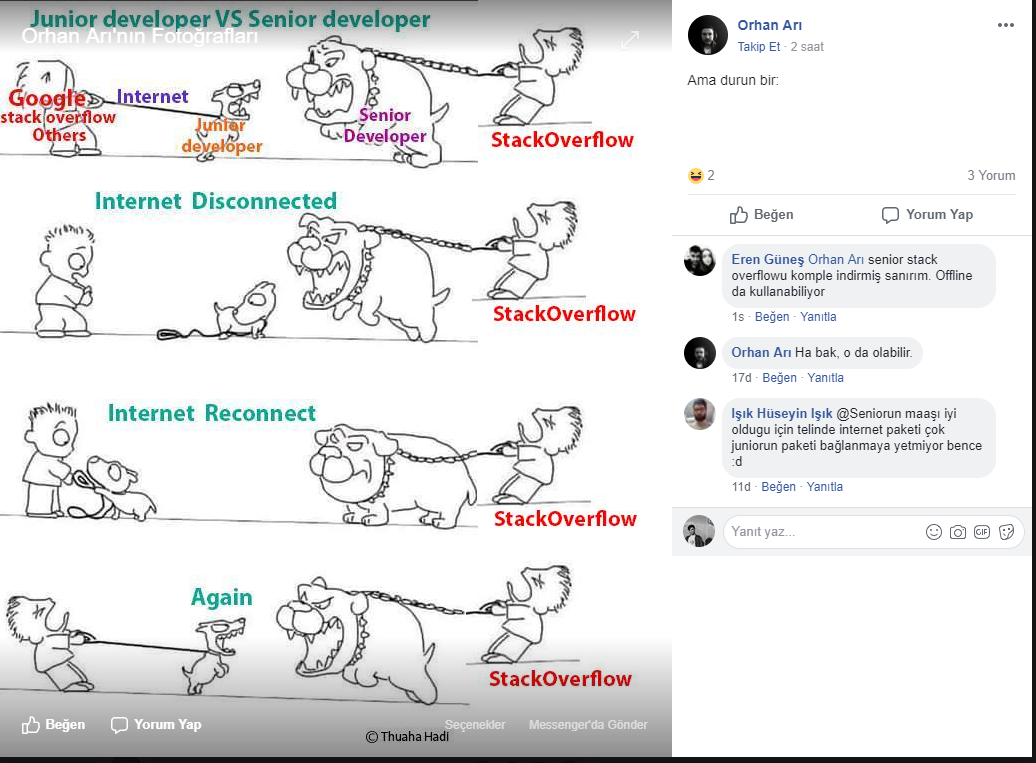 Junior developer VS Senior developer
Orhan Arı'nın Fotoğrafları
Google
stack overflow
Others
Internet
Junior
developer
Senior
Developer
StackOverflow
Internet Disconnected
StackOverflow
Internet Reconnect
StackOverflow
Again
StackOverflow
Beğen
Yorum Yap
Seçenekler
Messenger'da Gönder
© Thuaha Hadi
Orhan Arı
Takip Et · 2 saat
Ama durun bir:
2
3 Yorum
Beğen
Yorum Yap
Eren Güneş Orhan Arı senior stack
overflowu komple indirmiş sanırım. Offline
da kullanabiliyor
1s · Beğen · Yanıtla
Orhan Arı Ha bak, o da olabilir.
17d · Beğen · Yanıtla
Işık Hüseyin Işık @Seniorun maaşı iyi
oldugu için telinde internet paketi çok
juniorun paketi bağlanmaya yetmiyor bence
:d
11d · Beğen · Yanıtla
Yanıt yaz...
GIF